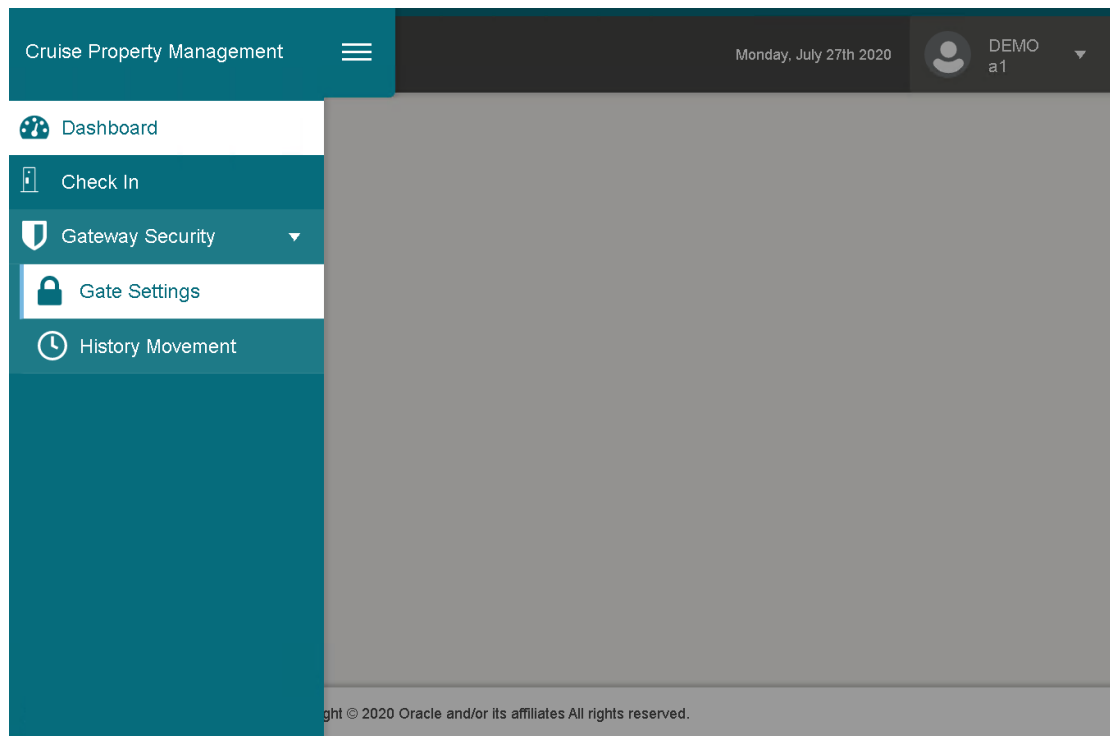 Cruise Property Management
Monday, July 27th 2020
DEMO
a1
Dashboard
Check In
Gateway Security
Gate Settings
History Movement
ght © 2020 Oracle and/or its affiliates All rights reserved.